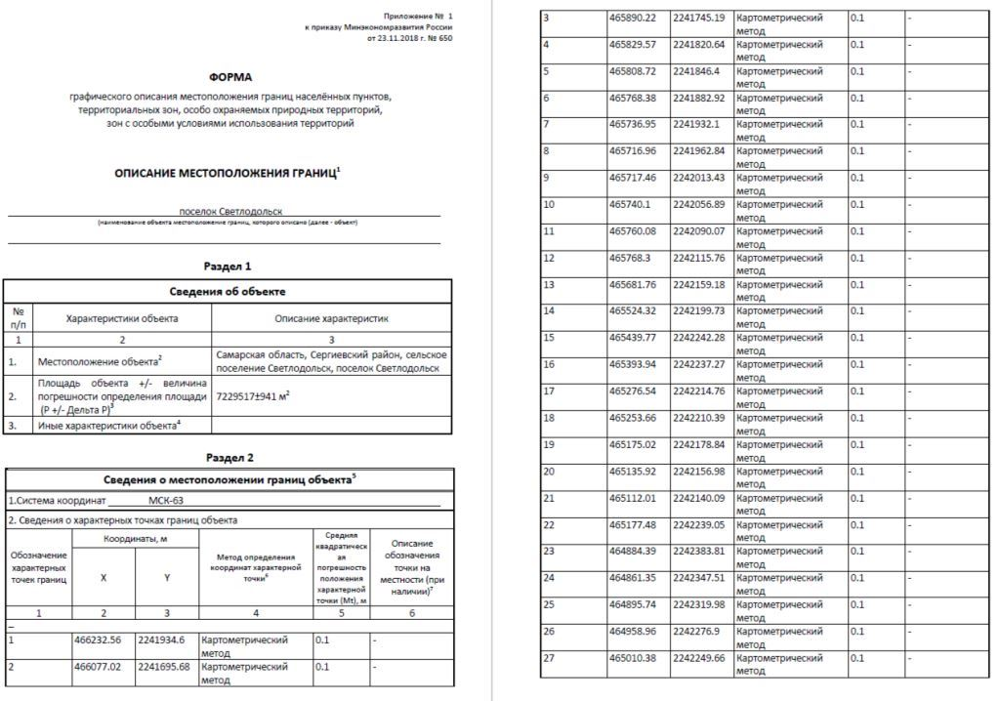 Приложение № 1
к приказу Минэкономразвития России
от 23.11.2018 г. № 650
ФОРМА
графического описания местоположения границ населённых пунктов,
территориальных зон, особо охраняемых природных территорий,
зон с особыми условиями использования территорий
ОПИСАНИЕ МЕСТОПОЛОЖЕНИЯ ГРАНИЦ1
поселок Светлодольск
(наименование объекта местоположение границ, которого описано (далее - объект)
Раздел 1
Сведения об объекте
№ п/п Характеристики объекта Описание характеристик
1 2 3
1. Местоположение объекта2 Самарская область, Сергиевский район, сельское
поселение Светлодольск, поселок Светлодольск
2. Площадь объекта +/- величина
погрешности определения площади
(P +/- Дельта P)3 7229517±941 м2
3. Иные характеристики объекта4
Раздел 2
Сведения о местоположении границ объекта5
1.Система координат МСК-63
2. Сведения о характерных точках границ объекта
Обозначение
характерных
точек границ
Координаты, м
X Y
Метод определения
координат характерной
точки6
Средняя
квадратическ
ая
погрешность
положения
характерной
точки (Mt), м
Описание
обозначения
точки на
местности (при
наличии)7
1 2 3 4 5 6
–
1 466232.56 2241934.6 Картометрический 0.1 -
метод
2 466077.02 2241695.68 Картометрический 0.1 -
метод
3 465890.22 2241745.19 Картометрический 0.1 -
метод
4 465829.57 2241820.64 Картометрический 0.1 -
метод
5 465808.72 2241846.4 Картометрический 0.1 -
метод
6 465768.38 2241882.92 Картометрический 0.1 -
метод
7 465736.95 2241932.1 Картометрический 0.1 -
метод
8 465716.96 2241962.84 Картометрический 0.1 -
метод
9 465717.46 2242013.43 Картометрический 0.1 -
метод
10 465740.1 2242056.89 Картометрический 0.1 -
метод
11 465760.08 2242090.07 Картометрический 0.1 -
метод
12 465768.3 2242115.76 Картометрический 0.1 -
метод
13 465681.76 2242159.18 Картометрический 0.1 -
метод
14 465524.32 2242199.73 Картометрический 0.1 -
метод
15 465439.77 2242242.28 Картометрический 0.1 -
метод
16 465393.94 2242237.27 Картометрический 0.1 -
метод
17 465276.54 2242214.76 Картометрический 0.1 -
метод
18 465253.66 2242210.39 Картометрический 0.1 -
метод
19 465175.02 2242178.84 Картометрический 0.1 -
метод
20 465135.92 2242156.98 Картометрический 0.1 -
метод
21 465112.01 2242140.09 Картометрический 0.1 -
метод
22 465177.48 2242239.05 Картометрический 0.1 -
метод
23 464884.39 2242383.81 Картометрический 0.1 -
метод
24 464861.35 2242347.51 Картометрический 0.1 -
метод
25 464895.74 2242319.98 Картометрический 0.1 -
метод
26 464958.96 2242276.9 Картометрический 0.1 -
метод
27 465010.38 2242249.66 Картометрический 0.1 -
метод